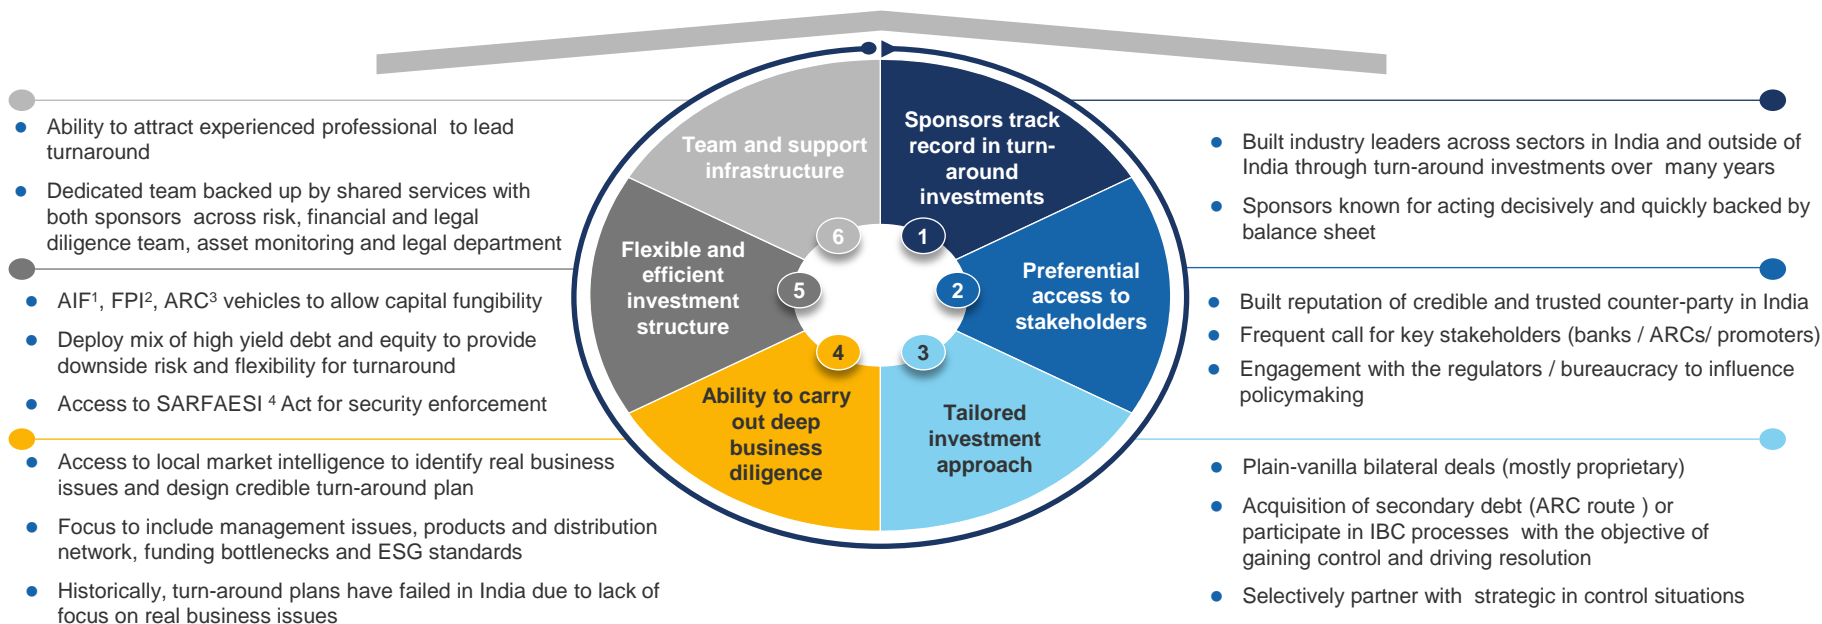 Sponsors track
record in turn-
around
investments
1
Built industry leaders across sectors in India and outside of
India through turn-around investments over many years
Sponsors known for acting decisively and quickly backed by
balance sheet
Preferential
access to
stakeholders
2
Built reputation of credible and trusted counter-party in India
Frequent call for key stakeholders (banks / ARCs/ promoters)
Engagement with the regulators / bureaucracy to influence
policymaking
3
Tailored
investment
approach
Plain-vanilla bilateral deals (mostly proprietary)
Acquisition of secondary debt (ARC route ) or
participate in IBC processes with the objective of
gaining control and driving resolution
Selectively partner with strategic in control situations
4
Ability to carry
out deep
business
diligence
Access to local market intelligence to identify real business
issues and design credible turn-around plan
Focus to include management issues, products and distribution
network, funding bottlenecks and ESG standards
Historically, turn-around plans have failed in India due to lack of
focus on real business issues
Flexible and
efficient
investment
structure
5
AIF¹, FPI², ARC³ vehicles to allow capital fungibility
Deploy mix of high yield debt and equity to provide
downside risk and flexibility for turnaround
Access to SARFAESI ⁴ Act for security enforcement
Team and support
infrastructure
6
Ability to attract experienced professional to lead
turnaround
Dedicated team backed up by shared services with
both sponsors across risk, financial and legal
diligence team, asset monitoring and legal department